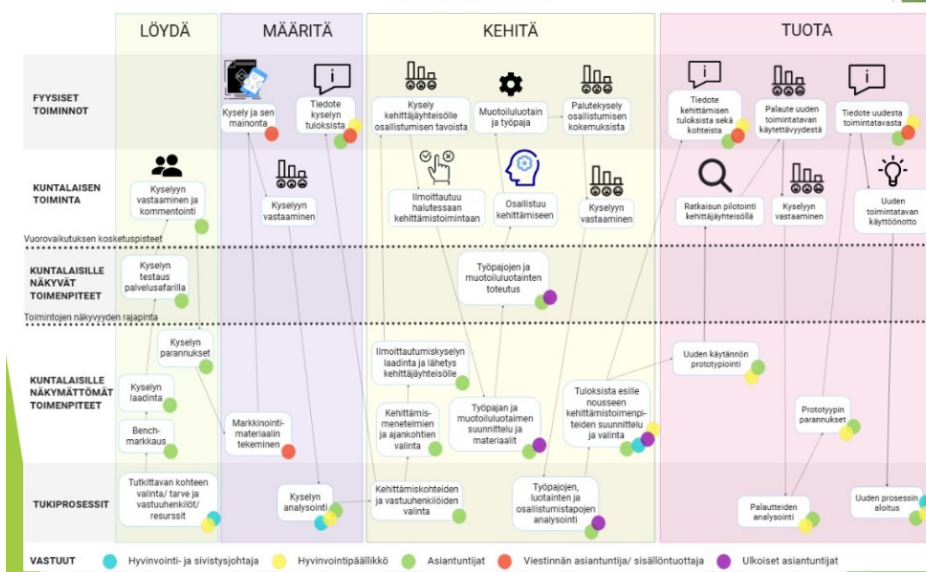 LÖYDÄ
MÄÄRITÄ
KEHITÄ
TUOTA
FYYSISET
TOIMINNOT
Kysely ja sen
mainonta
Tiedote
kyselyn
tuloksista
Kysely
kehittäjäyhteisölle
osallistumisen tavoista
Muotoiluluotain
ja työpaja
Palutekysely
osallistumisen
kokemuksista
Tiedote
kehittämisen
tuloksista sekä
kohteista
Palaute uuden
toimintatavan
käytettävyydestä
Tiedote uudesta
toimintatavasta
KUNTALAISEN
TOIMINTA
Kyselyyn
vastaaminen ja
kommentointi
Kyselyyn
vastaaminen
Ilmoittautuu
halutessaan
kehittämistoimintaan
Osallistuu
kehittämiseen
Kyselyyn
vastaaminen
Ratkaisun pilotointi
kehittäjäyhteisöllä
Kyselyyn
vastaaminen
Uuden
toimintatavan
käyttöönotto
Vuorovaikutuksen kosketuspisteet
KUNTALAISILLE
NÄKYVÄT
TOIMENPITEET
Kyselyn
testaus
palvelusafarilla
Työpajojen ja
muotoiluluotainten
toteutus
Toimintojen näkyvyyden rajapinta
KUNTALAISILLE
NÄKYMÄTTÖMÄT
TOIMENPITEET
Kyselyn
parannukset
Kyselyn
laadinta
Bench-
markkaus
Markkinointi-
materiaalin
tekeminen
Ilmoittautumiskyselyn
laadinta ja lähetys
kehittäjäyhteisölle
Kehittämis-
menetelmien
ja ajankohtien
valinta
Työpajan ja
muotoiluluotaimen
suunnittelu ja
materiaalit
Tuloksista esille
nousseen
kehittämistoimenpi-
teiden suunnittelu
ja valinta
Uuden käytännön
prototypiointi
Prototyypin
parannukset
TUKIPROSESSIT
Tutkittavan kohteen
valinta/ tarve ja
vastuuhenkilöt/
resurssit
Kyselyn
analysointi
Kehittämiskohteiden
ja vastuuhenkilöiden
valinta
Työpajojen,
luotainten ja
osallistumistapojen
analysointi
Palautteiden
analysointi
Uuden prosessin
aloitus
VASTUUT
Hyvinvointi- ja sivistysjohtaja
Hyvinvointipäällikkö
Asiantuntijat
Viestinnän asiantuntija/ sisällöntuottaja
Ulkoiset asiantuntijat